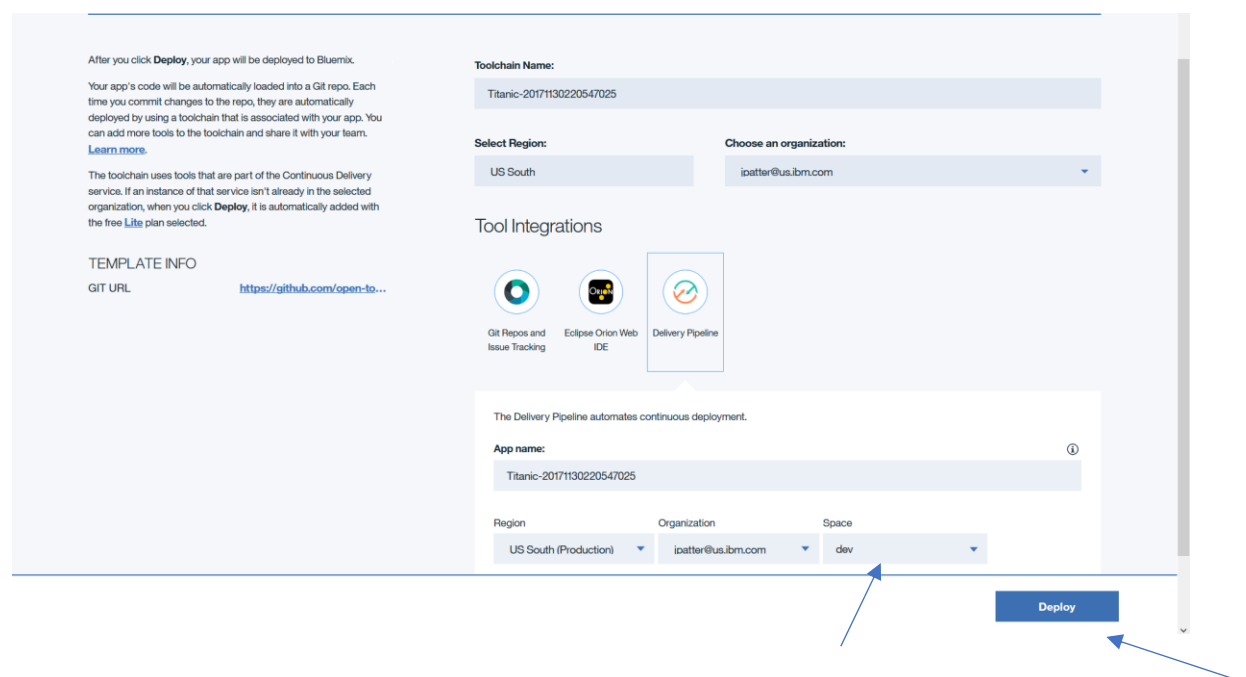 After you click Deploy, your app will be deployed to Bluemix.
Your app's code will be automatically loaded into a Git repo. Each
time you commit changes to the repo, they are automatically
deployed by using a toolchain that is associated with your app. You
can add more tools to the toolchain and share it with your team.
Learn more.
The toolchain uses tools that are part of the Continuous Delivery
service. If an instance of that service isn't already in the selected
organization, when you click Deploy, it is automatically added with
the free Lite plan selected.
TEMPLATE INFO
GIT URL https://github.com/open-to...
Toolchain Name:
Titanic-20171130220547025
Select Region: Choose an organization:
US South ipatter@us.ibm.com
Tool Integrations
ORION
Git Repos and
Issue Tracking
Eclipse Orion Web
IDE
Delivery Pipeline
The Delivery Pipeline automates continuous deployment.
App name:
Titanic-20171130220547025
Region Organization Space
US South (Production) ipatter@us.ibm.com dev
Deploy